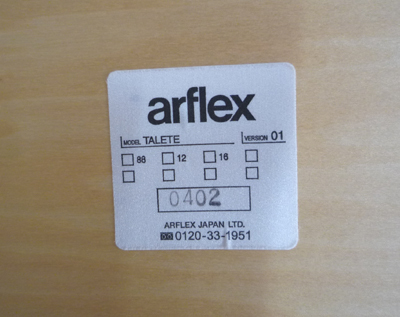 arflex
MODEL TALETE VERSION 01
88 12 16
0402
ARFLEX JAPAN LTD.
0120-33-1951